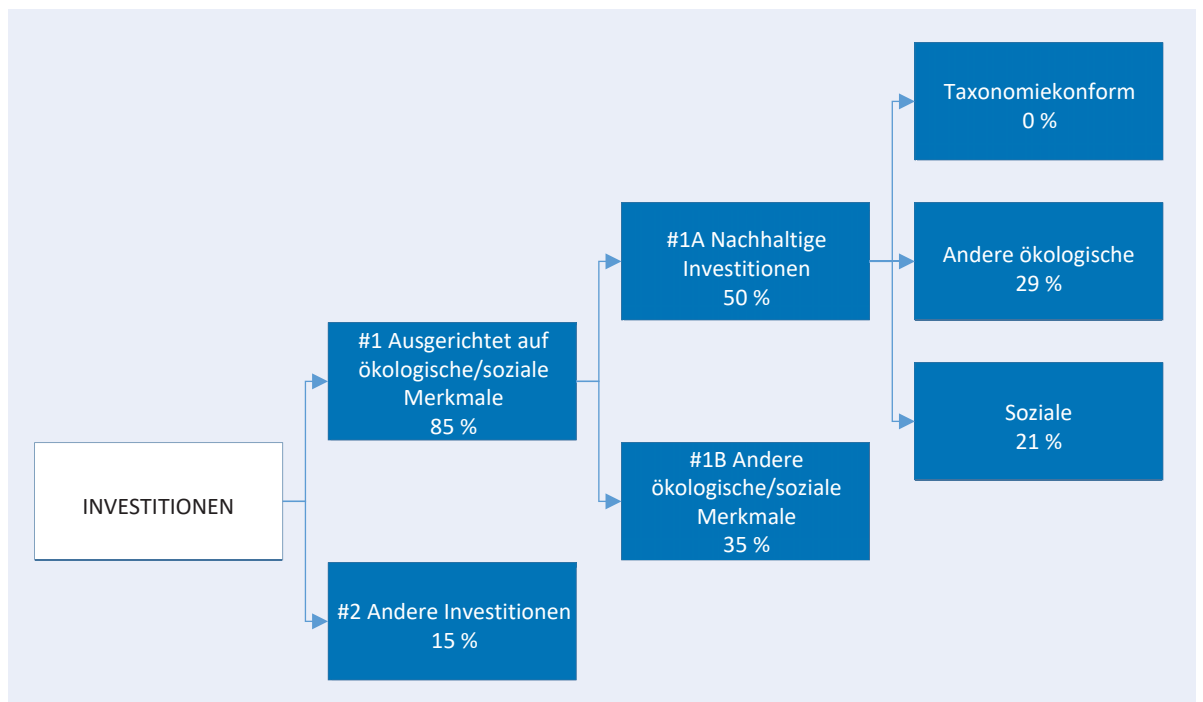 INVESTITIONEN
#1 Ausgerichtet auf
ökologische/soziale
Merkmale
85 %
#2 Andere Investitionen
15 %
#1A Nachhaltige
Investitionen
50 %
#1B Andere
ökologische/soziale
Merkmale
35 %
Taxonomiekonform
0 %
Andere ökologische
29 %
Soziale
21 %